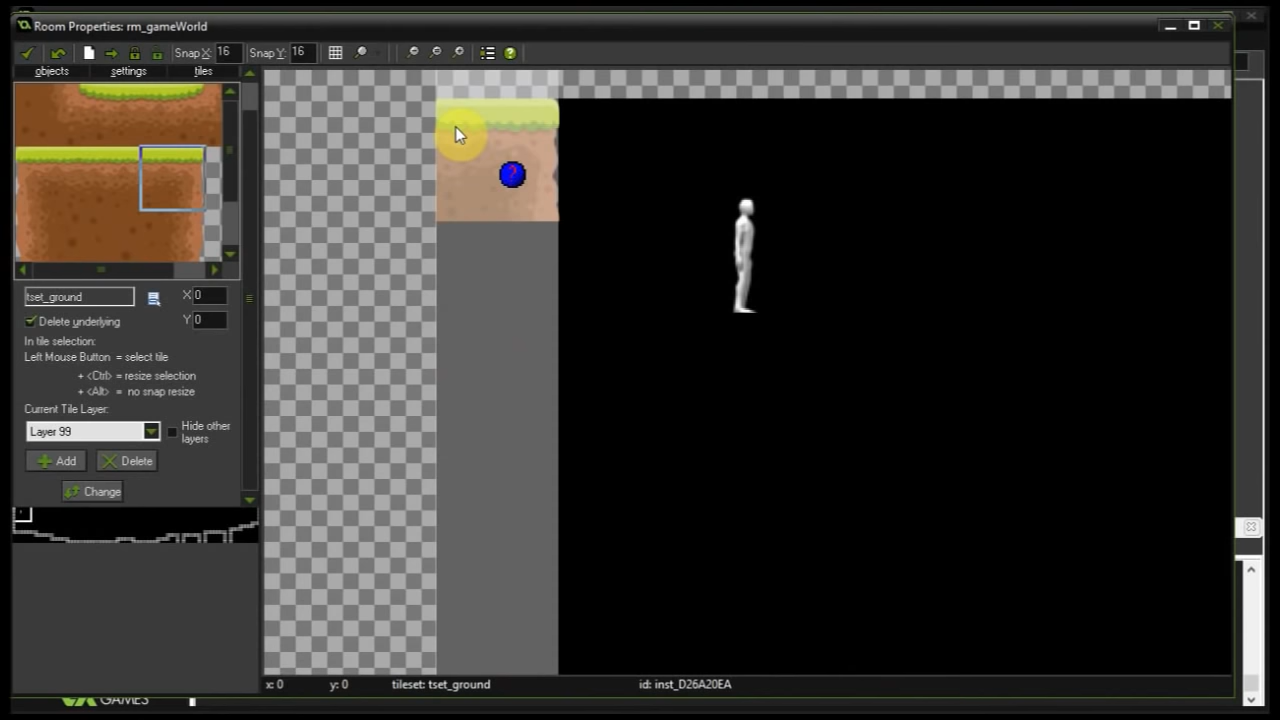 Room Properties: rm_gameWorld
Snap X: 16 Snap Y: 16
objects settings tiles
?
tset_ground X 0
Delete underlying Y 0
In tile selection:
Left Mouse Button = select tile
+ <Ctrl> = resize selection
+ <Alt> = no snap resize
Current Tile Layer:
Layer 99 Hide other layers
Add Delete
Change
x: 0 y: 0 tileset: tset_ground id: inst_D26A20EA
GAMES